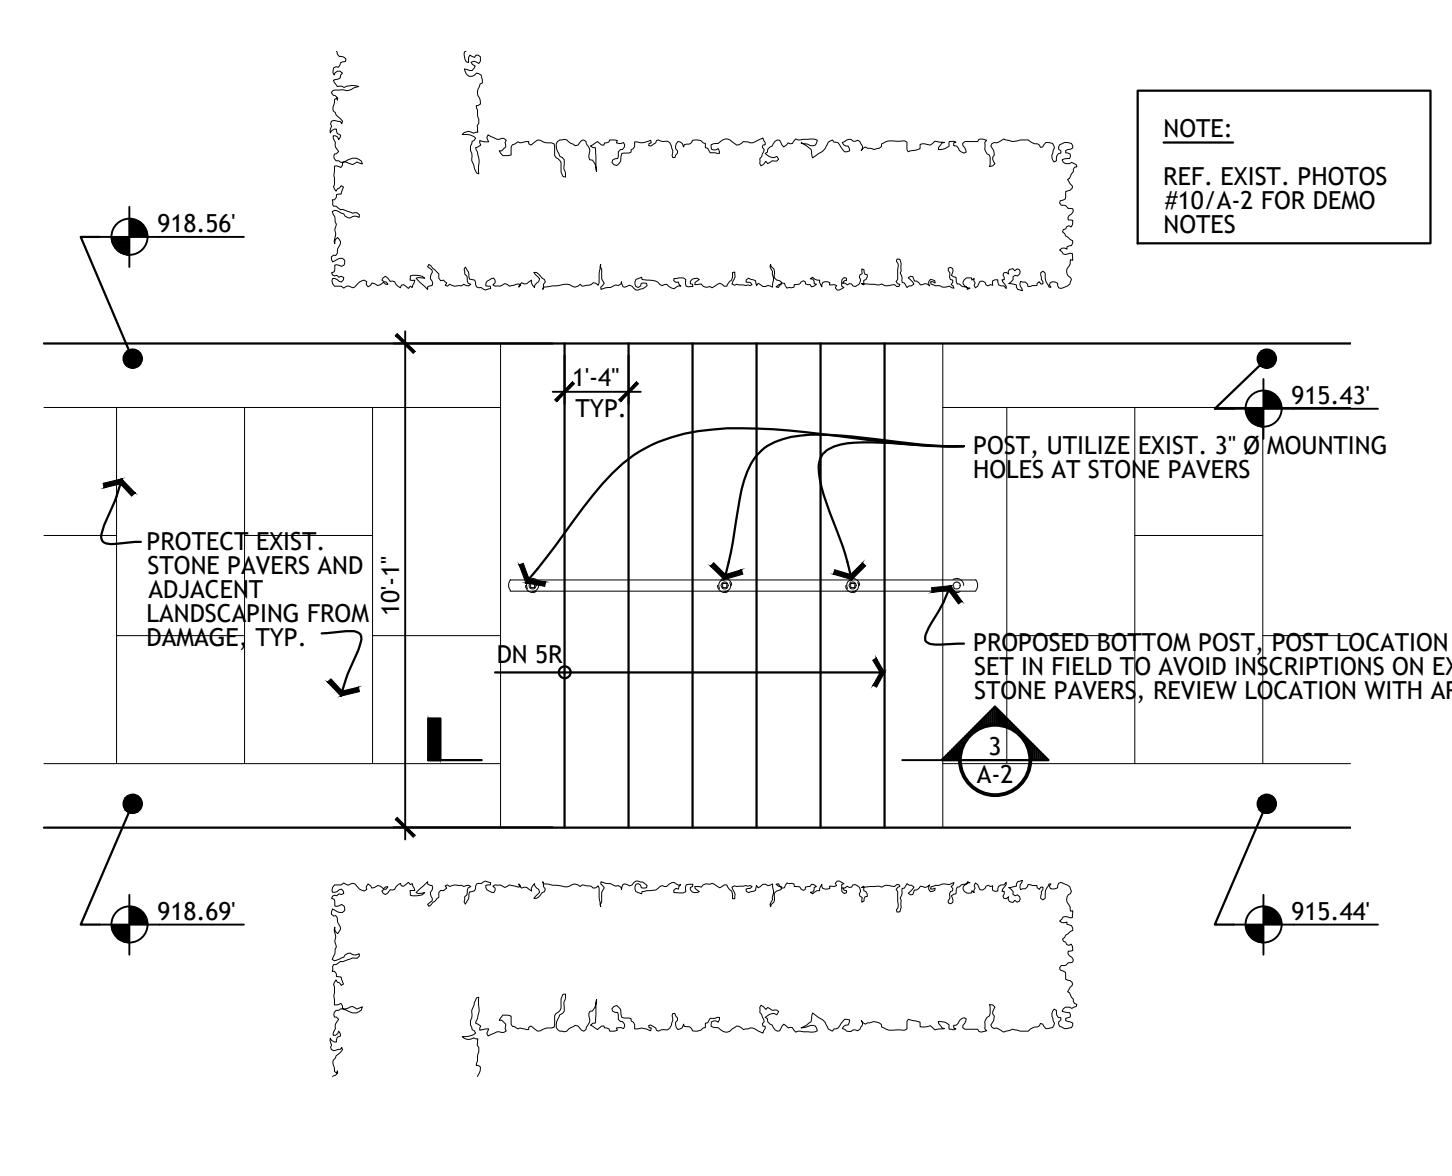 NOTE:
REF. EXIST. PHOTOS
#10/A-2 FOR DEMO
NOTES
918.56'
1'-4"
TYP.
915.43'
POST, UTILIZE EXIST. 3" Ø MOUNTING
HOLES AT STONE PAVERS
PROTECT EXIST.
STONE PAVERS AND
ADJACENT
LANDSCAPING FROM
DAMAGE, TYP.
10'-1"
DN 5R
PROPOSED BOTTOM POST, POST LOCATION
SET IN FIELD TO AVOID INSCRIPTIONS ON
STONE PAVERS, REVIEW LOCATION WITH
3
A-2
918.69'
915.44'